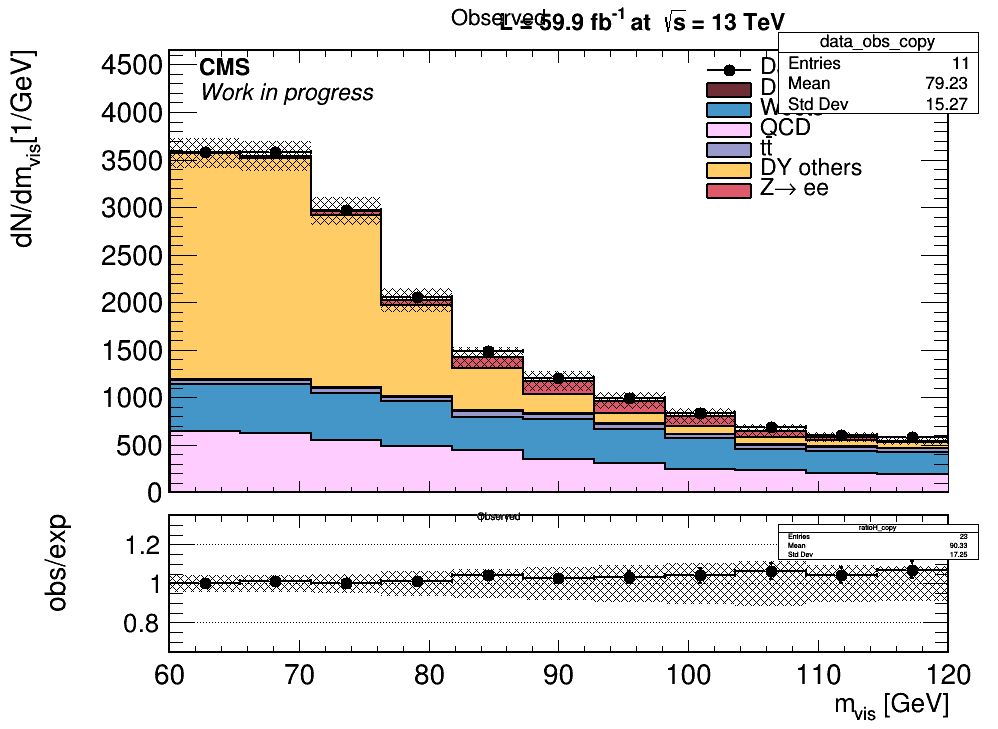 Observed
L = 59.9 fb-1 at √s = 13 TeV
data_obs_copy
Entries 11
Mean 79.23
Std Dev 15.27
CMS
Work in progress
QCD
tt̄
DY others
Z→ ee
dN/dmvis[1/GeV]
4500
4000
3500
3000
2500
2000
1500
1000
500
0
Observed
ratioH_copy
Entries 23
Mean 90.33
Std Dev 17.25
obs/exp
1.2
1
0.8
60 70 80 90 100 110 120
mvis [GeV]